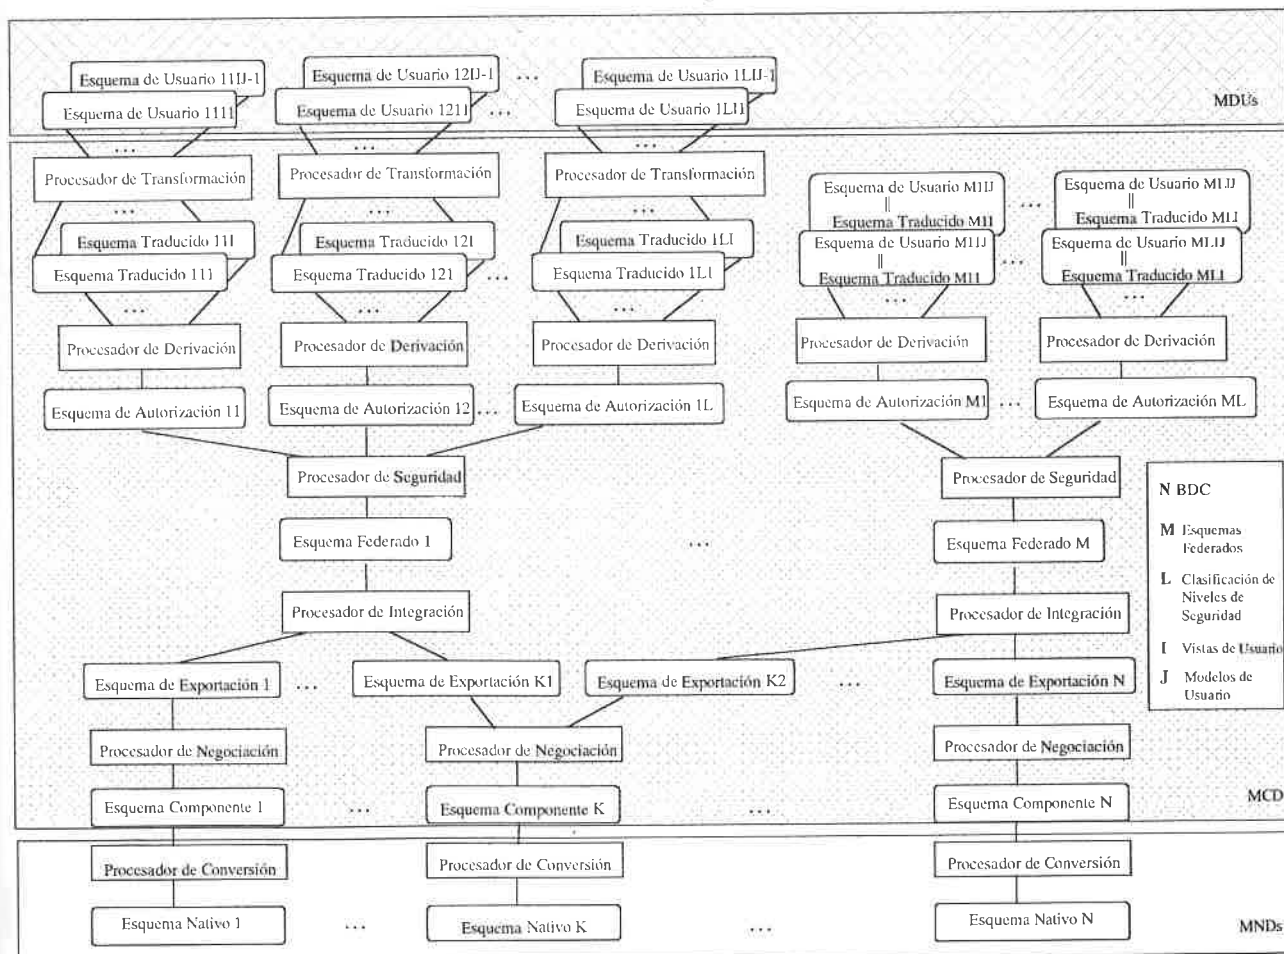 Esquema de Usuario 11IJ-1
Esquema de Usuario 12IJ-1
...
Esquema de Usuario 1LIJ-1
MDUs
Esquema de Usuario 1111
Esquema de Usuario 1211
...
Esquema de Usuario 1LI1
...
...
...
Procesador de Transformación
Procesador de Transformación
Procesador de Transformación
Esquema de Usuario M1IJ
||
Esquema Traducido M1I
...
Esquema de Usuario MLIJ
||
Esquema Traducido MLI
...
...
...
Esquema Traducido 11I
Esquema Traducido 12I
Esquema Traducido 1LI
Esquema de Usuario M1IJ
||
Esquema Traducido M11
...
Esquema de Usuario MLIJ
||
Esquema Traducido ML1
Esquema Traducido 111
Esquema Traducido 121
...
Esquema Traducido 1L1
...
...
...
...
...
Procesador de Derivación
Procesador de Derivación
Procesador de Derivación
Procesador de Derivación
Procesador de Derivación
Esquema de Autorización 11
Esquema de Autorización 12
...
Esquema de Autorización 1L
Esquema de Autorización M1
...
Esquema de Autorización ML
Procesador de Seguridad
Procesador de Seguridad
Esquema Federado 1
...
Esquema Federado M
Procesador de Integración
Procesador de Integración
N BDC
M Esquemas
Federados
L Clasificación de
Niveles de
Seguridad
I Vistas de Usuario
J Modelos de
Usuario
Esquema de Exportación 1
...
Esquema de Exportación K1
Esquema de Exportación K2
...
Esquema de Exportación N
Procesador de Negociación
Procesador de Negociación
Procesador de Negociación
Esquema Componente 1
...
Esquema Componente K
...
Esquema Componente N
MCD
Procesador de Conversión
Procesador de Conversión
Procesador de Conversión
Esquema Nativo 1
...
Esquema Nativo K
...
Esquema Nativo N
MNDs